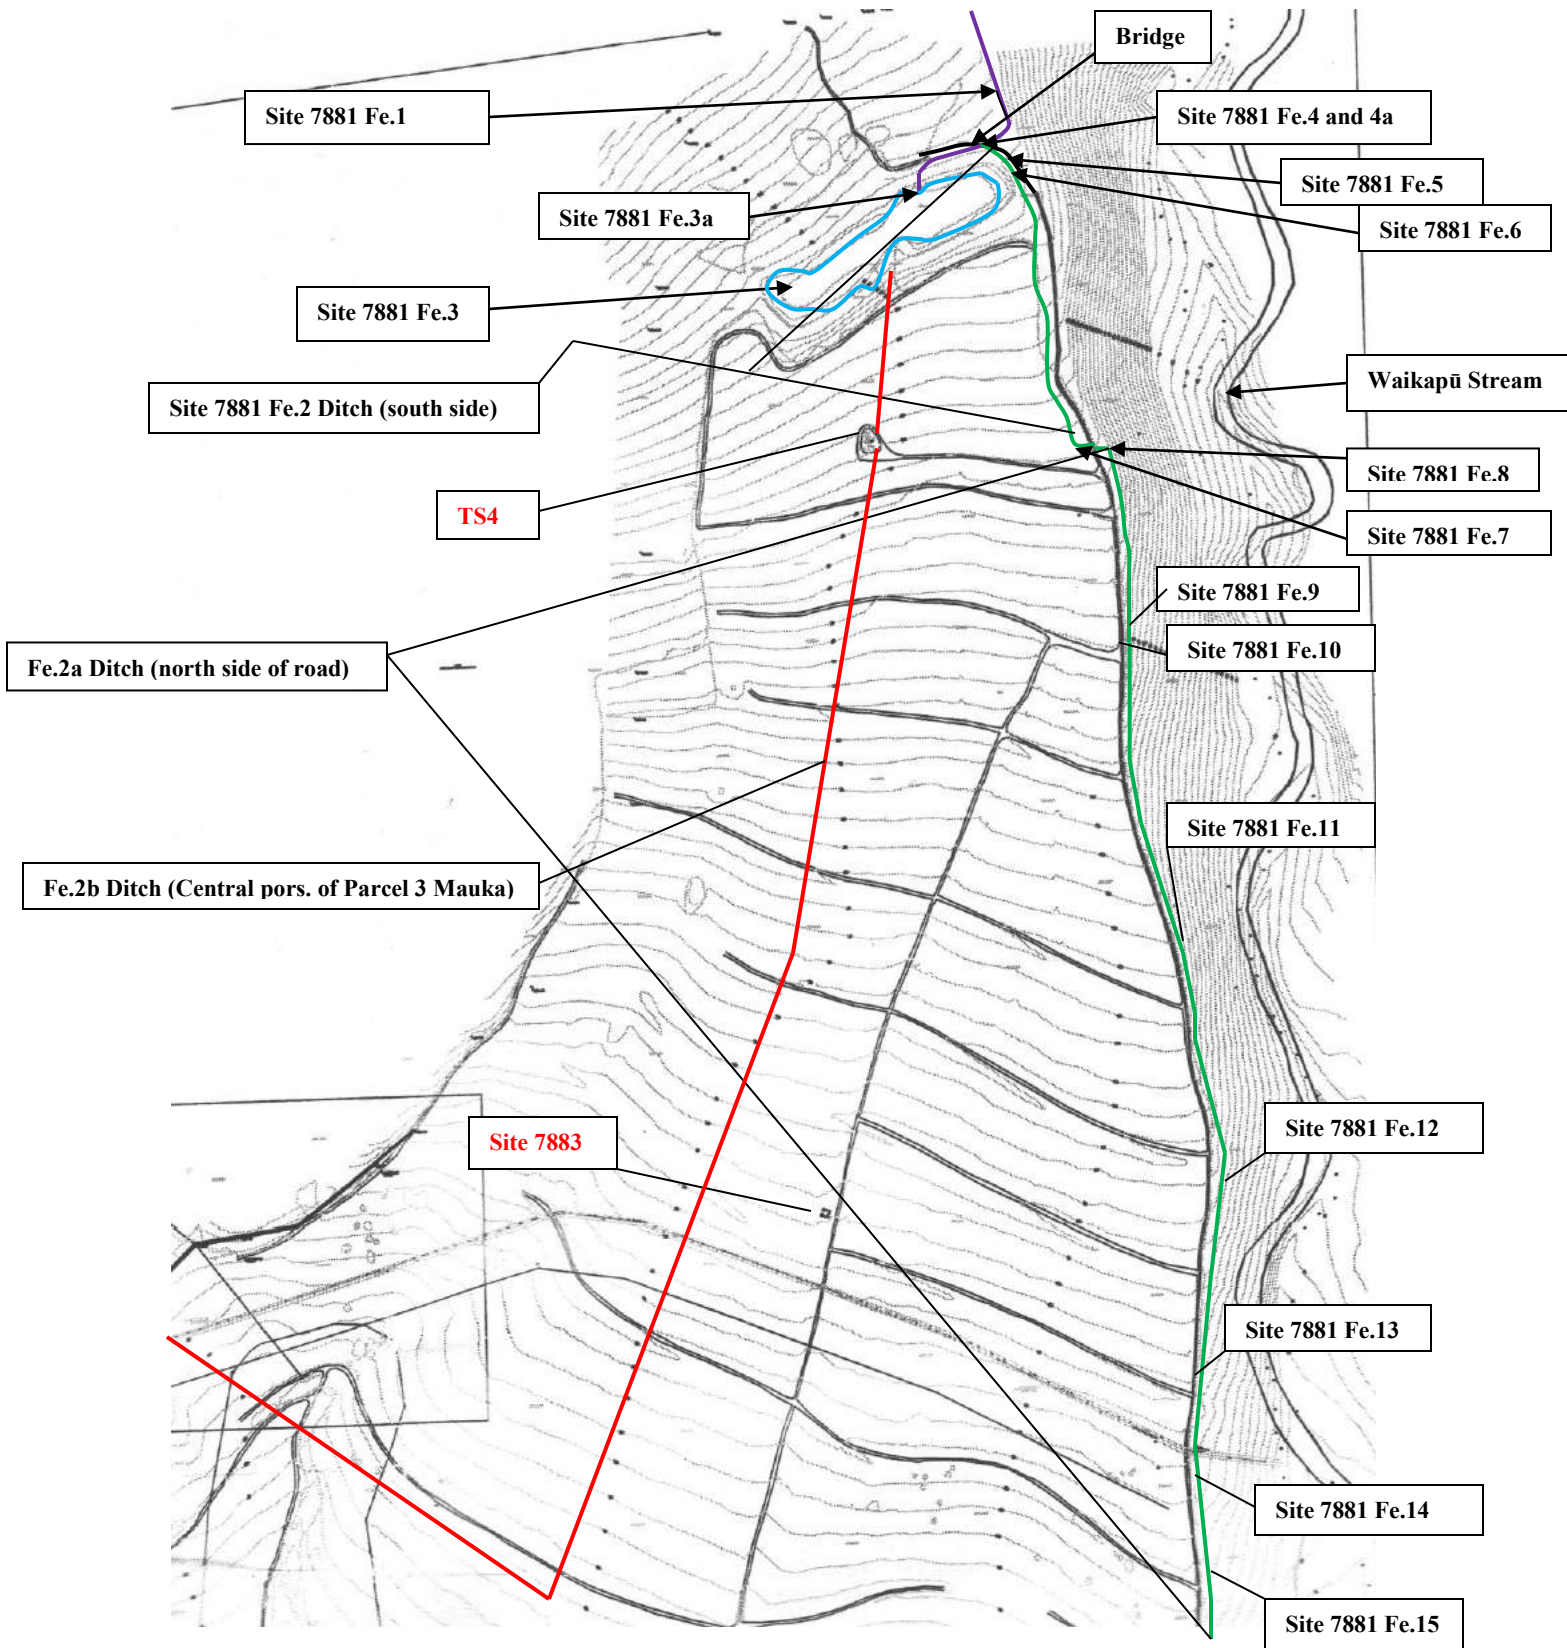 Bridge
Site 7881 Fe.1
Site 7881 Fe.4 and 4a
Site 7881 Fe.5
Site 7881 Fe.3a
Site 7881 Fe.6
Site 7881 Fe.3
Waikapū Stream
Site 7881 Fe.2 Ditch (south side)
Site 7881 Fe.8
TS4
Site 7881 Fe.7
Site 7881 Fe.9
Site 7881 Fe.10
Fe.2a Ditch (north side of road)
Site 7881 Fe.11
Fe.2b Ditch (Central pors. of Parcel 3 Mauka)
Site 7881 Fe.12
Site 7883
Site 7881 Fe.13
Site 7881 Fe.14
Site 7881 Fe.15